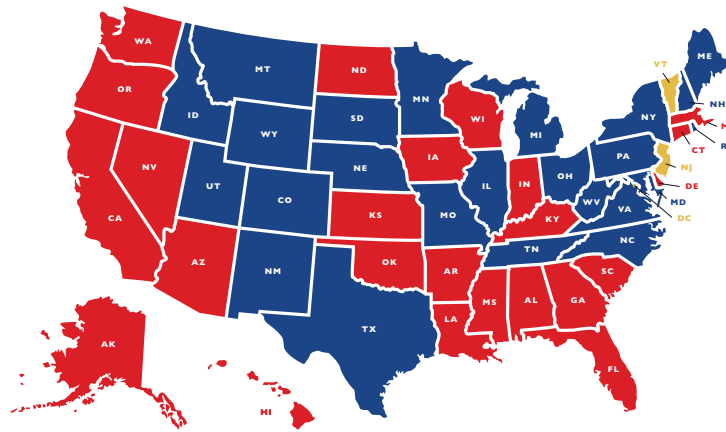 WA
MT
ND
ME
VT
OR
MN
NH
ID
SD
WI
NY
M
WY
MI
R
CT
NV
IA
PA
NE
NJ
UT
OH
IL
IN
DE
CO
MD
CA
KS
MO
WV
VA
DC
KY
NC
TN
AZ
OK
NM
AR
SC
MS
AL
GA
LA
TX
AK
FL
HI